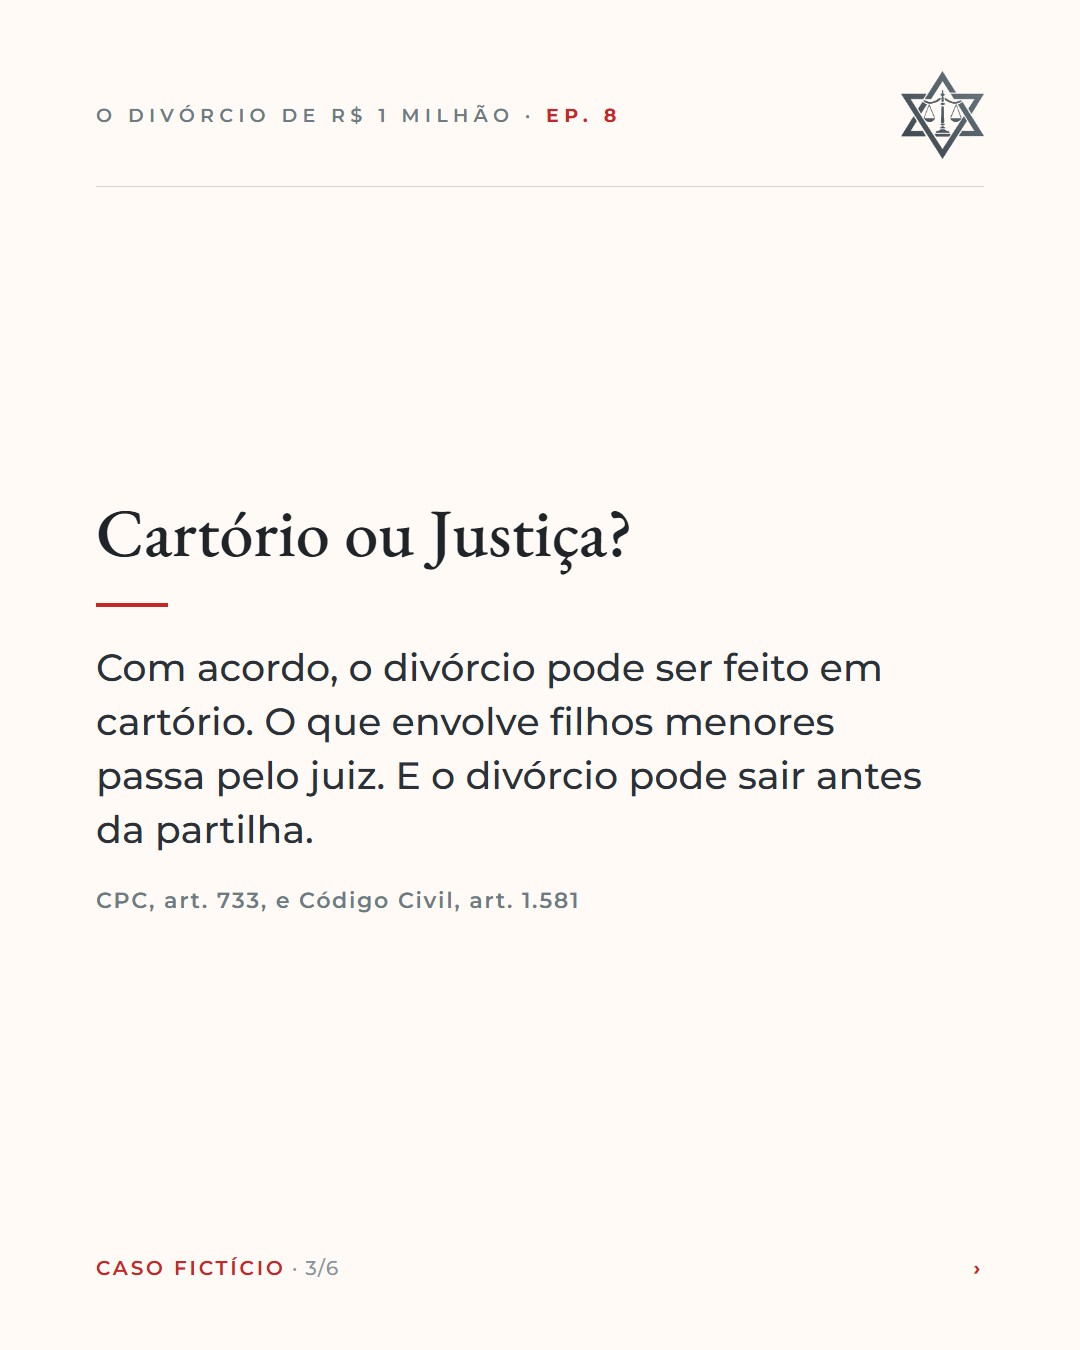 O DIVÓRCIO DE R$ 1 MILHÃO · EP. 8
Cartório ou Justiça?
Com acordo, o divórcio pode ser feito em
cartório. O que envolve filhos menores
passa pelo juiz. E o divórcio pode sair antes
da partilha.
CPC, art. 733, e Código Civil, art. 1.581
CASO FICTÍCIO · 3/6 ›